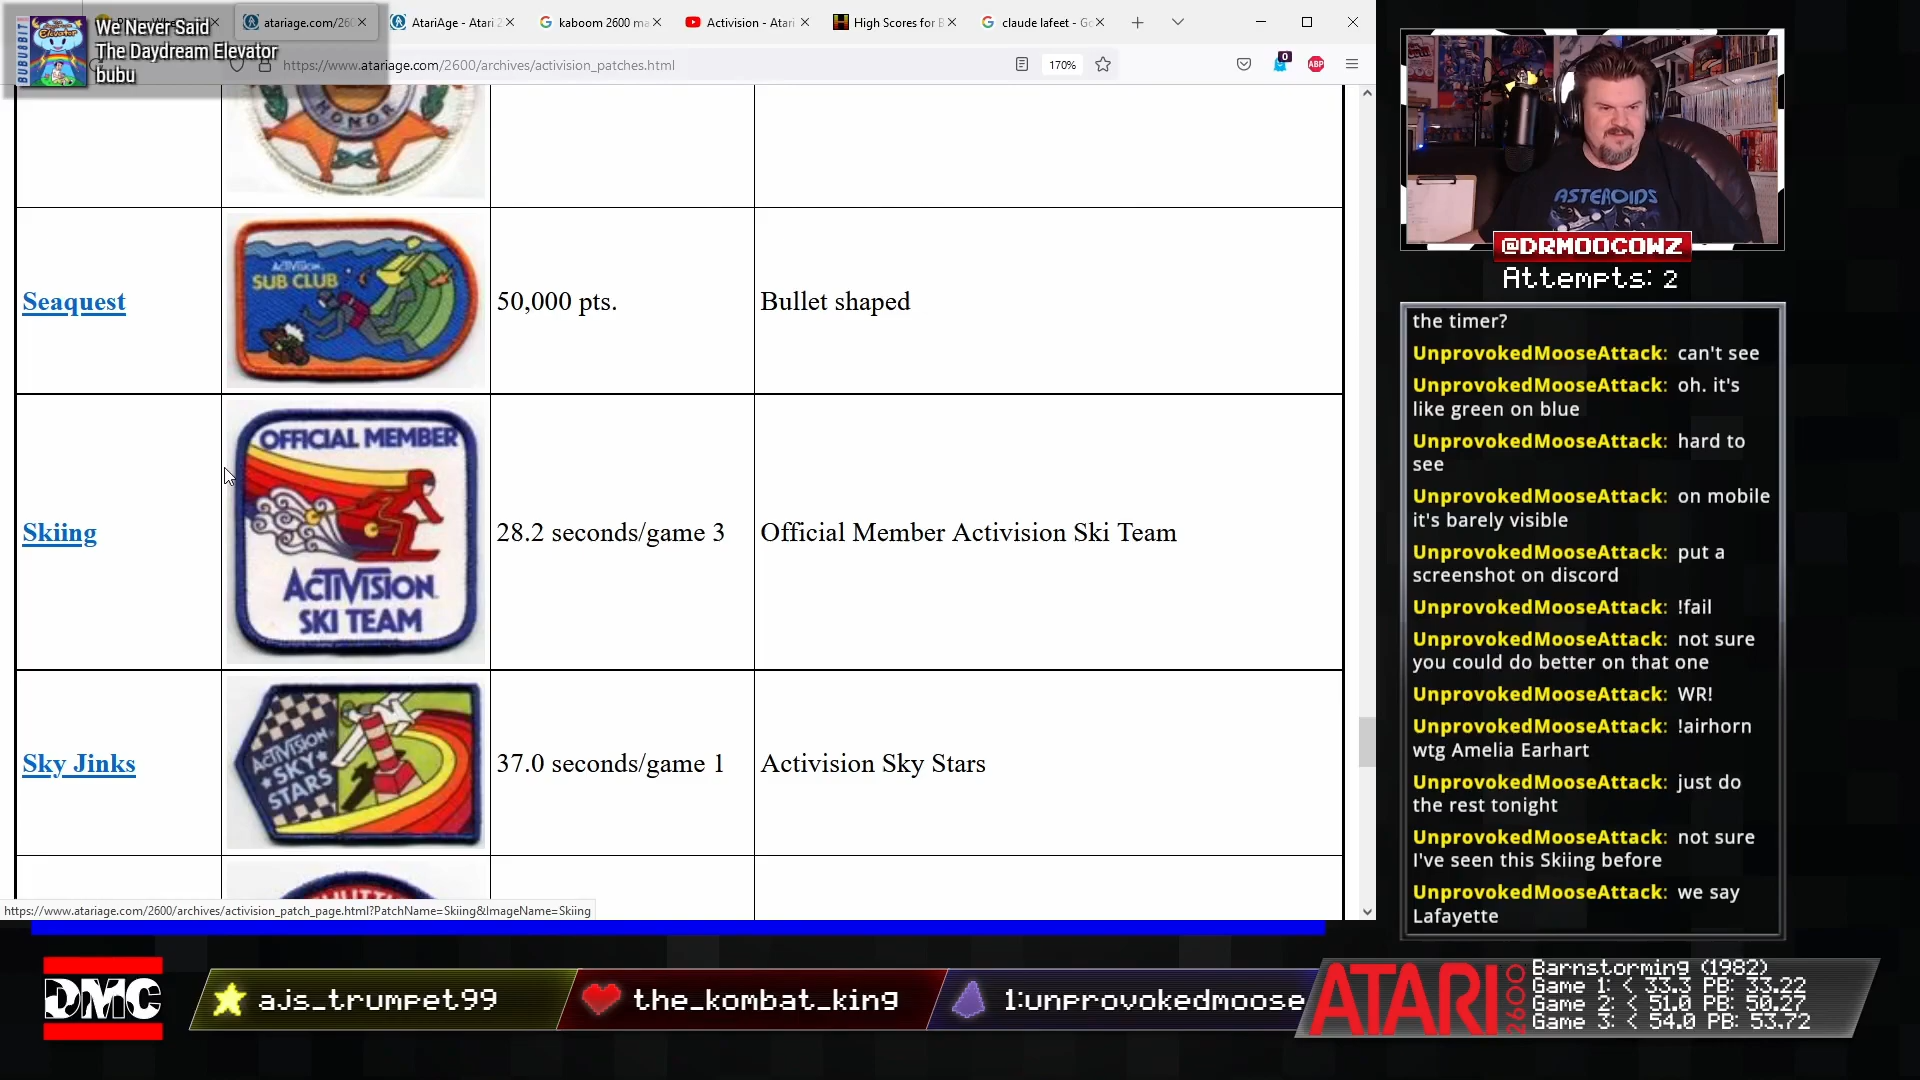 We Never Said
The Daydream Elevator
bubu
BUBUBBIT
atariage.com/260
AtariAge - Atari 2
kaboom 2600 ma
Activision - Atari
High Scores for B
claude lafeet - Go
https://www.atariage.com/2600/archives/activision_patches.html
170%
0
ABP
HONOR
Seaquest
ACTIVISION
SUB CLUB
50,000 pts.
Bullet shaped
Skiing
OFFICIAL MEMBER
ACTIVISION
SKI TEAM
28.2 seconds/game 3
Official Member Activision Ski Team
Sky Jinks
ACTIVISION
SKY
STARS
37.0 seconds/game 1
Activision Sky Stars
https://www.atariage.com/2600/archives/activision_patch_page.html?PatchName=Skiing&ImageName=Skiing
ASTEROIDS
@DRMOOCOWZ
Attempts: 2
the timer?
UnprovokedMooseAttack: can't see
UnprovokedMooseAttack: oh. it's
like green on blue
UnprovokedMooseAttack: hard to
see
UnprovokedMooseAttack: on mobile
it's barely visible
UnprovokedMooseAttack: put a
screenshot on discord
UnprovokedMooseAttack: !fail
UnprovokedMooseAttack: not sure
you could do better on that one
UnprovokedMooseAttack: WR!
UnprovokedMooseAttack: !airhorn
wtg Amelia Earhart
UnprovokedMooseAttack: just do
the rest tonight
UnprovokedMooseAttack: not sure
I've seen this Skiing before
UnprovokedMooseAttack: we say
Lafayette
DMC
ajs_trumpet99
the_kombat_king
1:unprovokedmoose
ATARI
2600
Barnstorming (1982)
Game 1: < 33.3 PB: 33.22
Game 2: < 51.0 PB: 50.27
Game 3: < 54.0 PB: 53.72